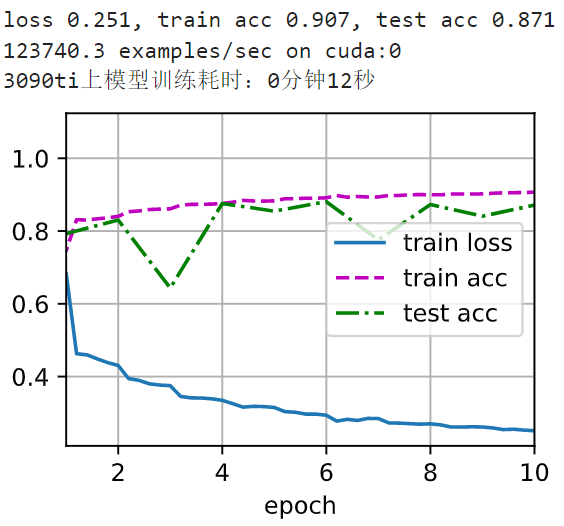 loss 0.251, train acc 0.907, test acc 0.871
123740.3 examples/sec on cuda:0
3090ti上模型训练耗时：0分钟12秒
1.0
0.8
0.6
0.4
train loss
train acc
test acc
2 4 6 8 10
epoch